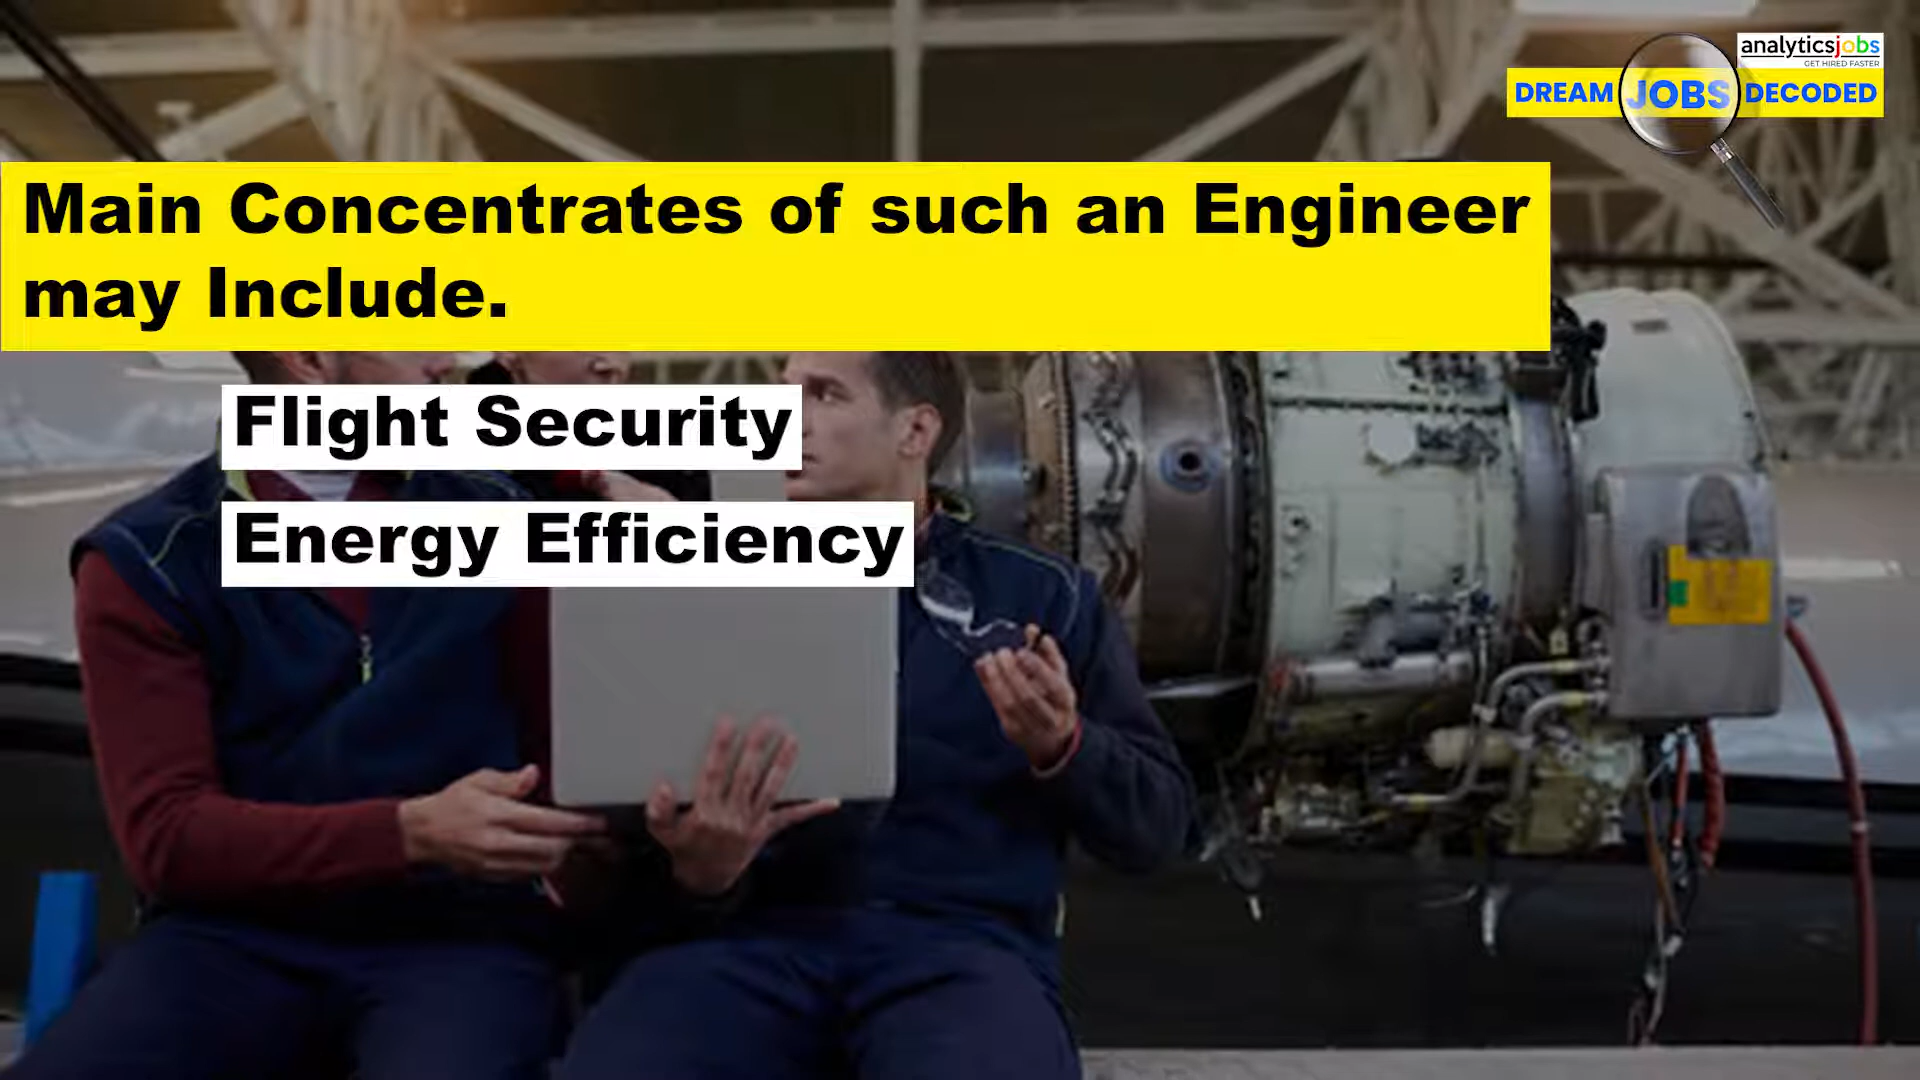 analyticsjobs
GET HIRED FASTER
DREAM JOBS DECODED
Main Concentrates of such an Engineer
may Include.
Flight Security
Energy Efficiency